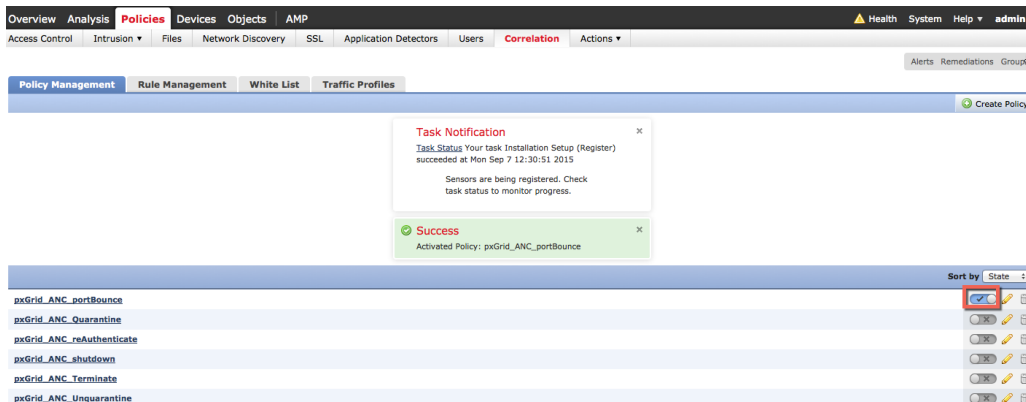 Overview Analysis Policies Devices Objects AMP Health System Help admin
Access Control Intrusion Files Network Discovery SSL Application Detectors Users Correlation Actions
Alerts Remediations Group
Policy Management Rule Management White List Traffic Profiles
Create Policy
Task Notification
Task Status Your task Installation Setup (Register)
succeeded at Mon Sep 7 12:30:51 2015
Sensors are being registered. Check
task status to monitor progress.
Success
Activated Policy: pxGrid_ANC_portBounce
Sort by State
pxGrid_ANC_portBounce
pxGrid_ANC_Quarantine
pxGrid_ANC_reAuthenticate
pxGrid_ANC_shutdown
pxGrid_ANC_Terminate
pxGrid_ANC_Unquarantine